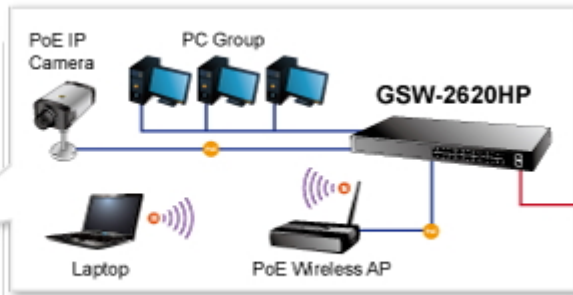 PoE IP
Camera
PC Group
GSW-2620HP
Laptop
PoE Wireless AP